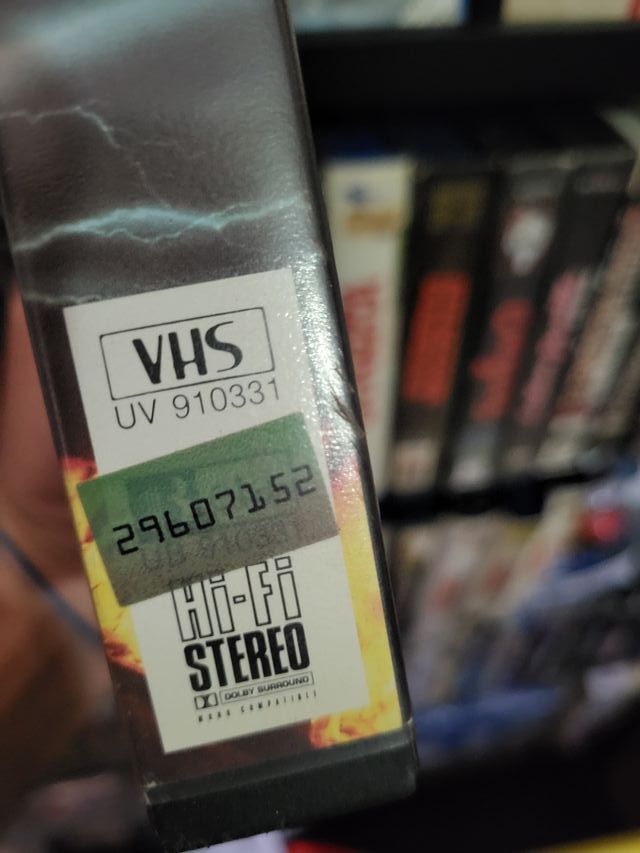 VHS
UV 910331
29607152
Hi-Fi
STEREO
DOLBY SURROUND
MONO COMPATIBLE